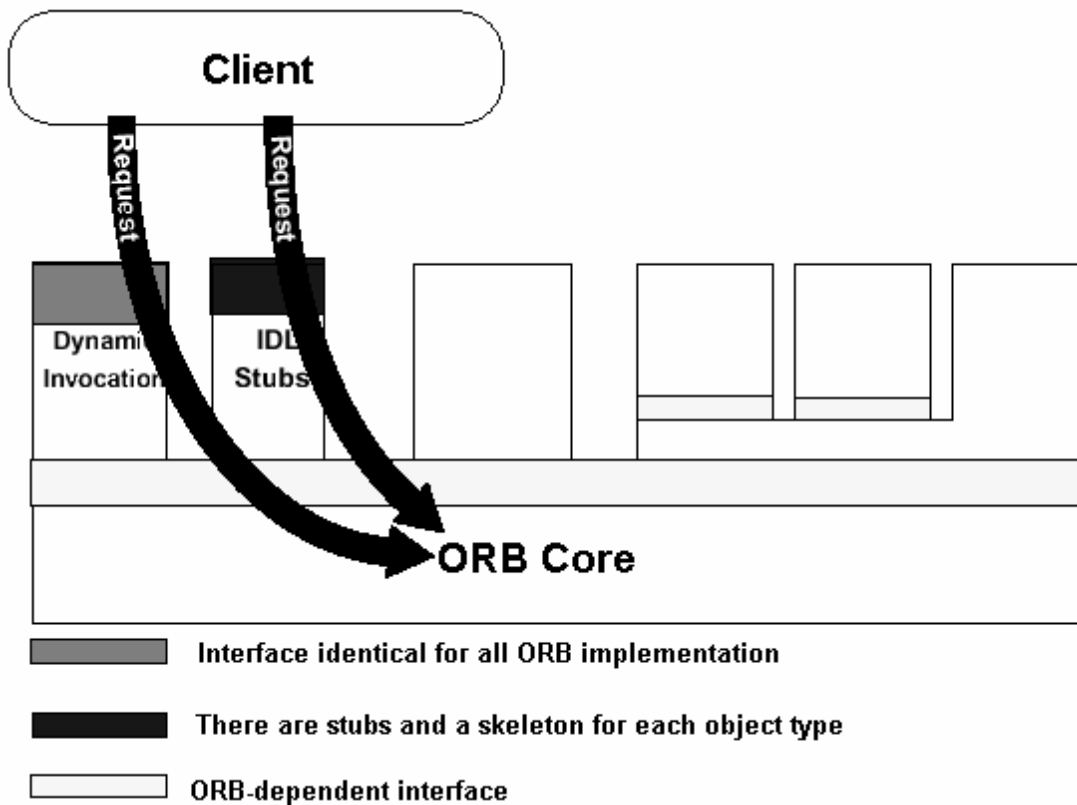 Client
Request
Request
Dynamic
Invocation
IDL
Stubs
ORB Core
Interface identical for all ORB implementation
There are stubs and a skeleton for each object type
ORB-dependent interface